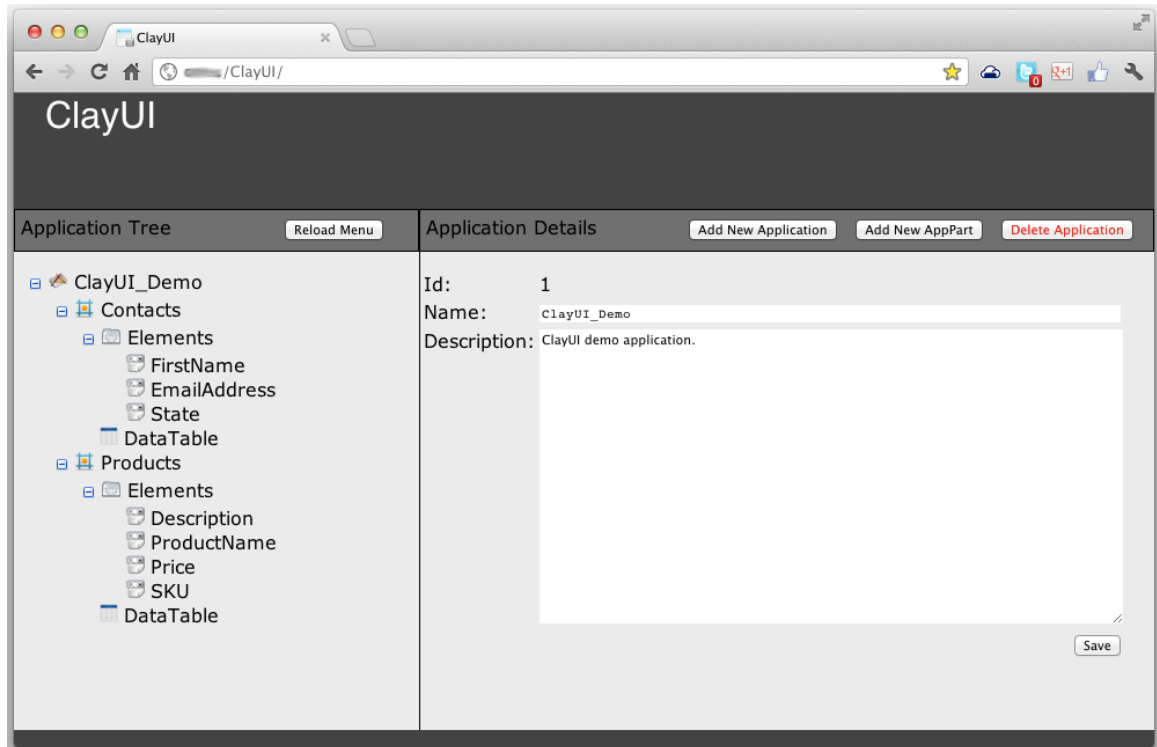 ClayUI
/ClayUI/
0
g+1
ClayUI
Application Tree
Reload Menu
Application Details
Add New Application
Add New AppPart
Delete Application
ClayUI_Demo
Contacts
Elements
FirstName
EmailAddress
State
DataTable
Products
Elements
Description
ProductName
Price
SKU
DataTable
Id: 1
Name: ClayUI_Demo
Description: ClayUI demo application.
Save